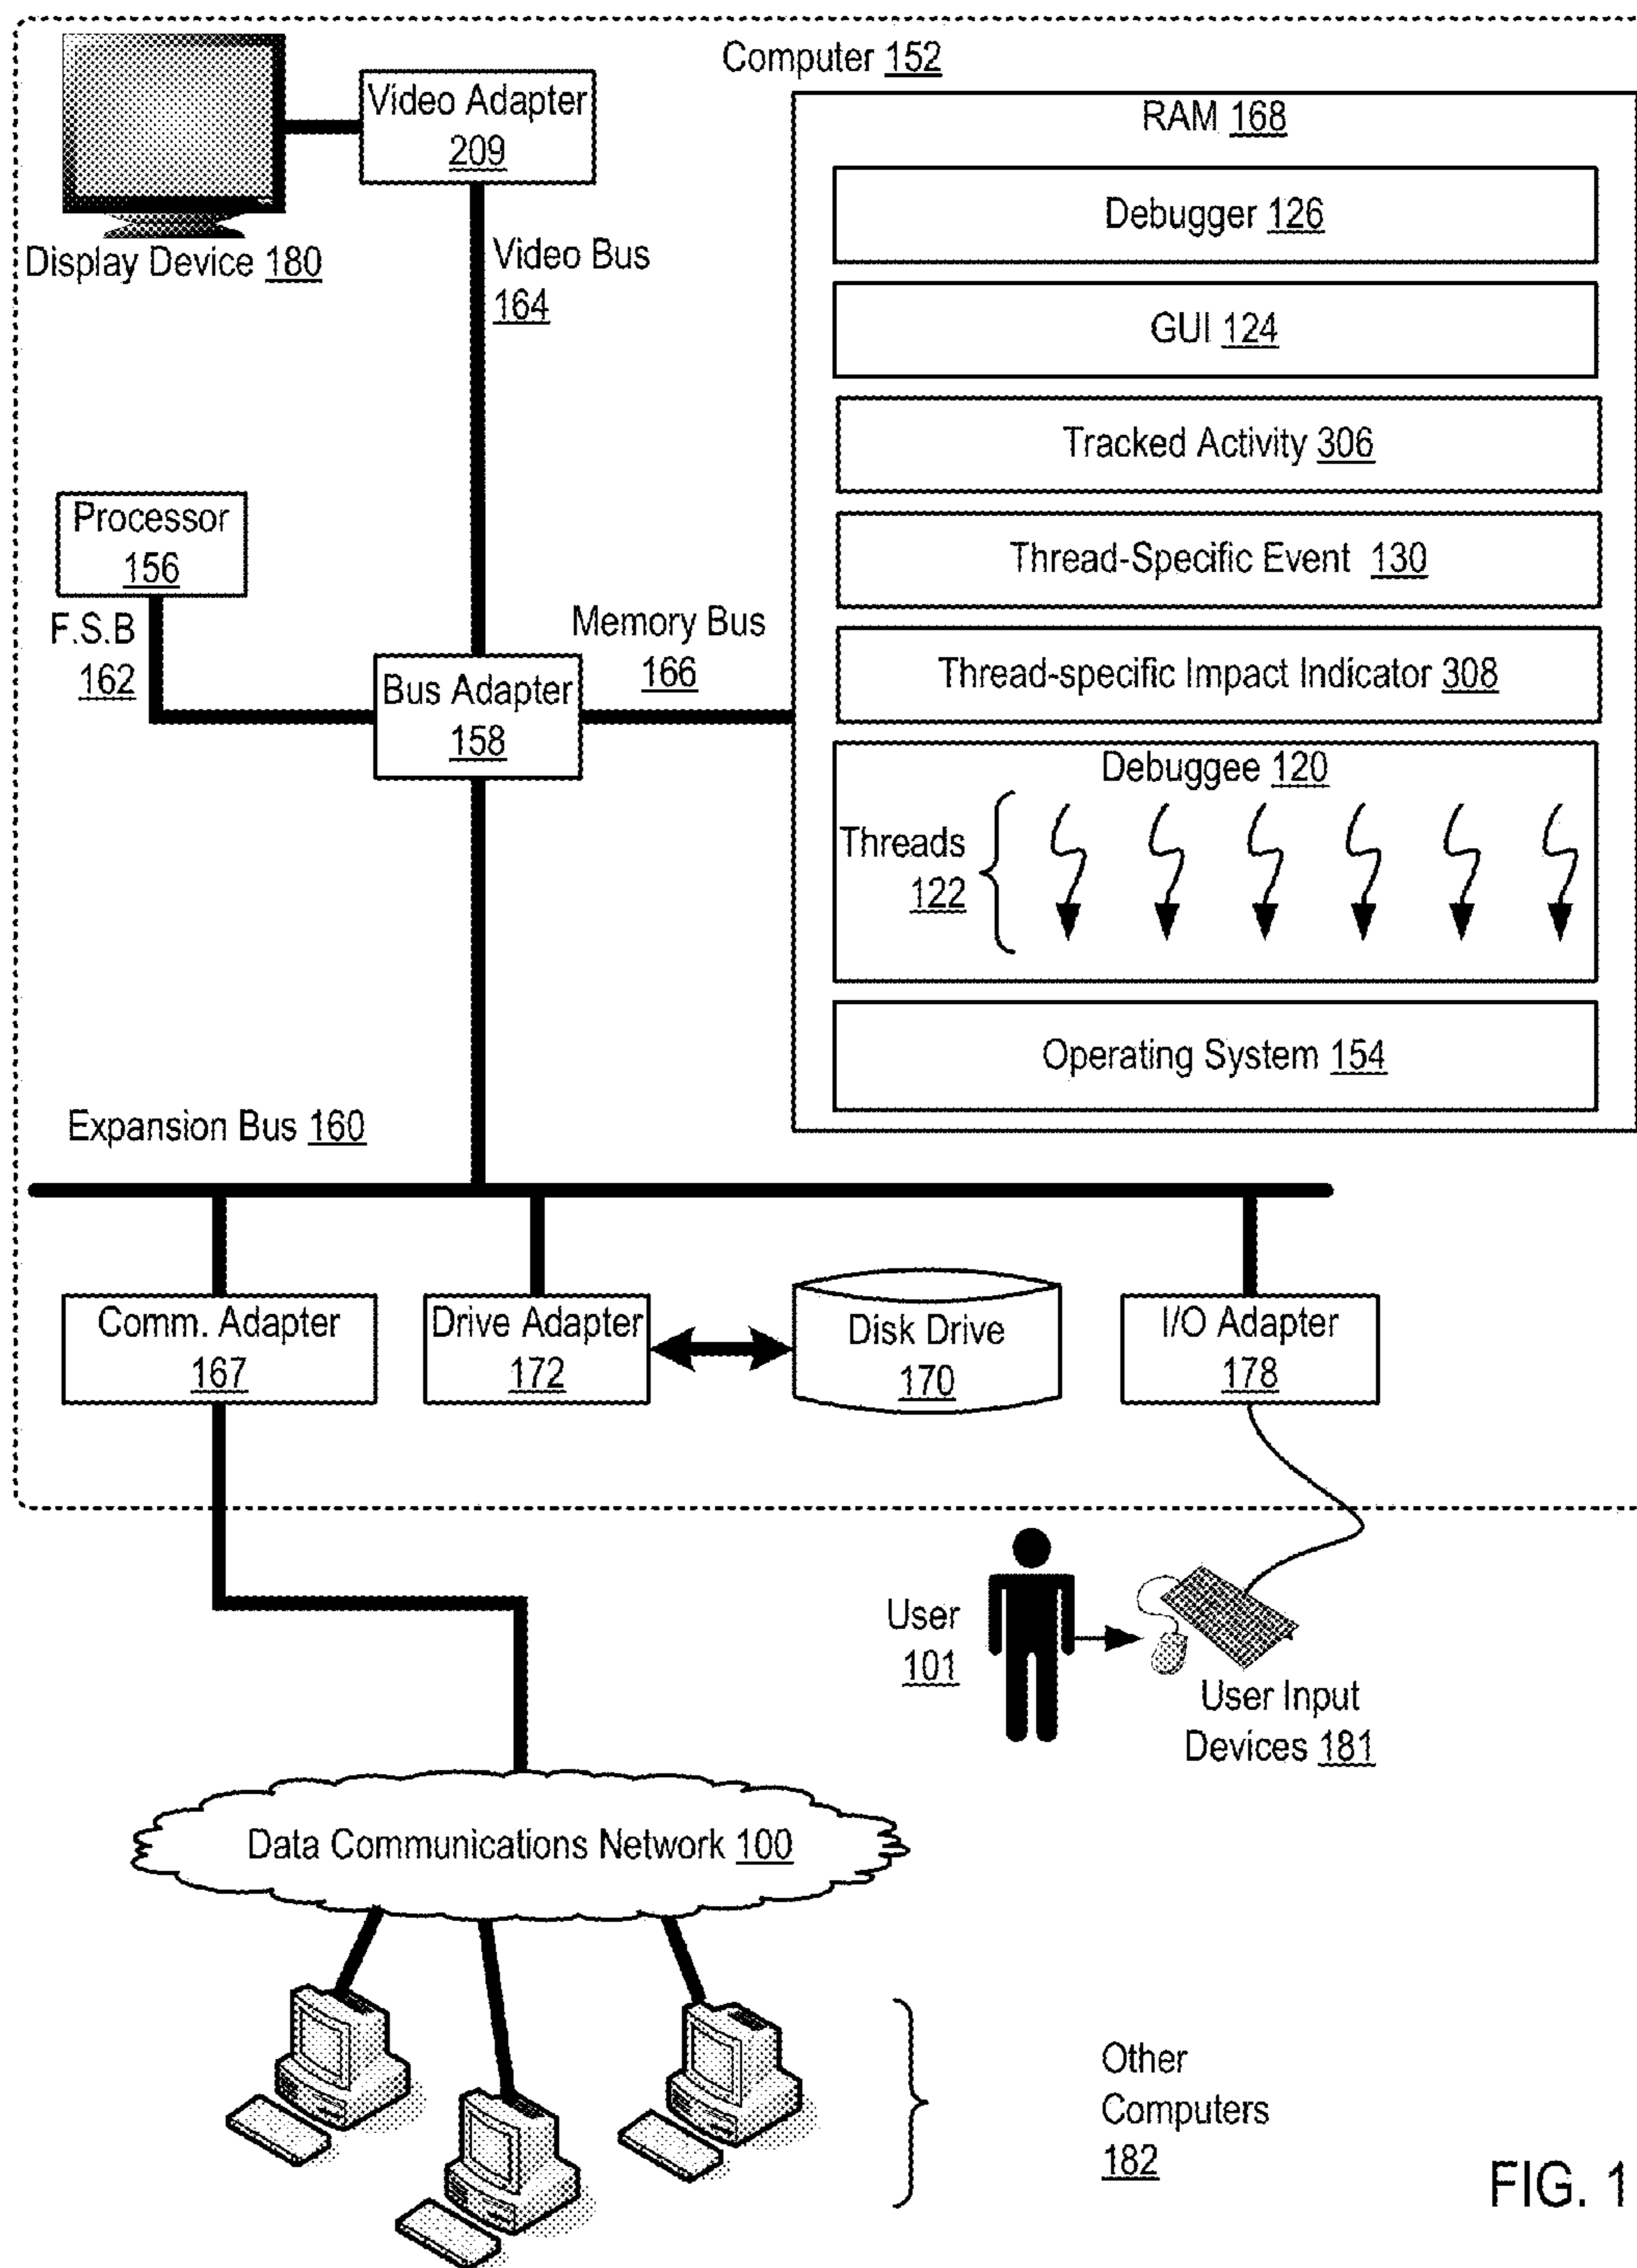 Computer 152
Video Adapter
209
Display Device 180
Video Bus
164
RAM 168
Debugger 126
GUI 124
Tracked Activity 306
Thread-Specific Event 130
Thread-specific Impact Indicator 308
Debuggee 120
Threads
122
Operating System 154
Processor
156
F.S.B
162
Bus Adapter
158
Memory Bus
166
Expansion Bus 160
Comm. Adapter
167
Drive Adapter
172
Disk Drive
170
I/O Adapter
178
User
101
User Input
Devices 181
Data Communications Network 100
Other
Computers
182
FIG. 1